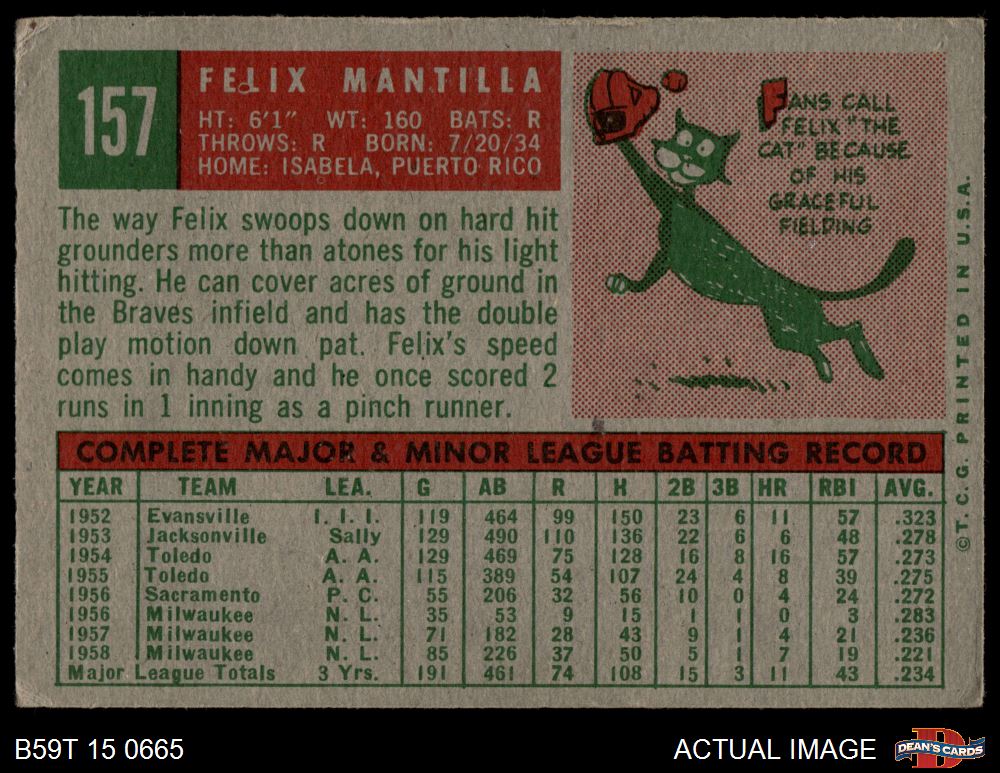 157
FELIX MANTILLA
HT: 6'1" WT: 160 BATS: R
THROWS: R BORN: 7/20/34
HOME: ISABELA, PUERTO RICO
FANS CALL
FELIX "THE
CAT" BECAUSE
OF HIS
GRACEFUL
FIELDING
The way Felix swoops down on hard hit
grounders more than atones for his light
hitting. He can cover acres of ground in
the Braves infield and has the double
play motion down pat. Felix's speed
comes in handy and he once scored 2
runs in 1 inning as a pinch runner.
COMPLETE MAJOR & MINOR LEAGUE BATTING RECORD
YEAR TEAM LEA. G AB R H 2B 3B HR RBI AVG.
1952 Evansville I. I. I. 119 464 99 150 23 6 11 57 .323
1953 Jacksonville Sally 129 490 110 136 22 6 6 48 .278
1954 Toledo A. A. 129 469 75 128 16 8 16 57 .273
1955 Toledo A. A. 115 389 54 107 24 4 8 39 .275
1956 Sacramento P. C. 55 206 32 56 10 0 4 24 .272
1956 Milwaukee N. L. 35 53 9 15 1 1 0 3 .283
1957 Milwaukee N. L. 71 182 28 43 9 1 4 21 .236
1958 Milwaukee N. L. 85 226 37 50 5 1 7 19 .221
Major League Totals 3 Yrs. 191 461 74 108 15 3 11 43 .234
© T. C. G. PRINTED IN U.S.A.
B59T 15 0665
ACTUAL IMAGE
D
DEAN'S CARDS